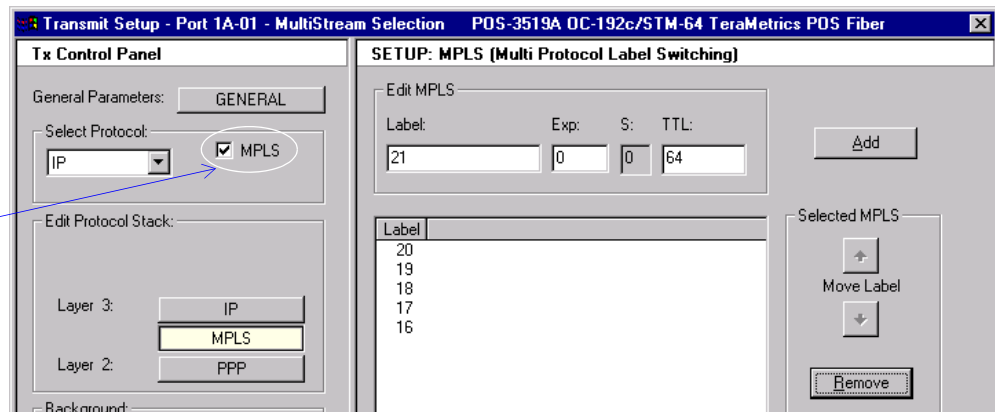 Transmit Setup - Port 1A-01 - MultiStream Selection POS-3519A OC-192c/STM-64 TeraMetrics POS Fiber
Tx Control Panel
General Parameters: GENERAL
Select Protocol:
IP
MPLS
Edit Protocol Stack:
Layer 3: IP
MPLS
Layer 2: PPP
Background:
SETUP: MPLS (Multi Protocol Label Switching)
Edit MPLS
Label: Exp: S: TTL:
21 0 0 64
Add
Label
20
19
18
17
16
Selected MPLS
Move Label
Remove